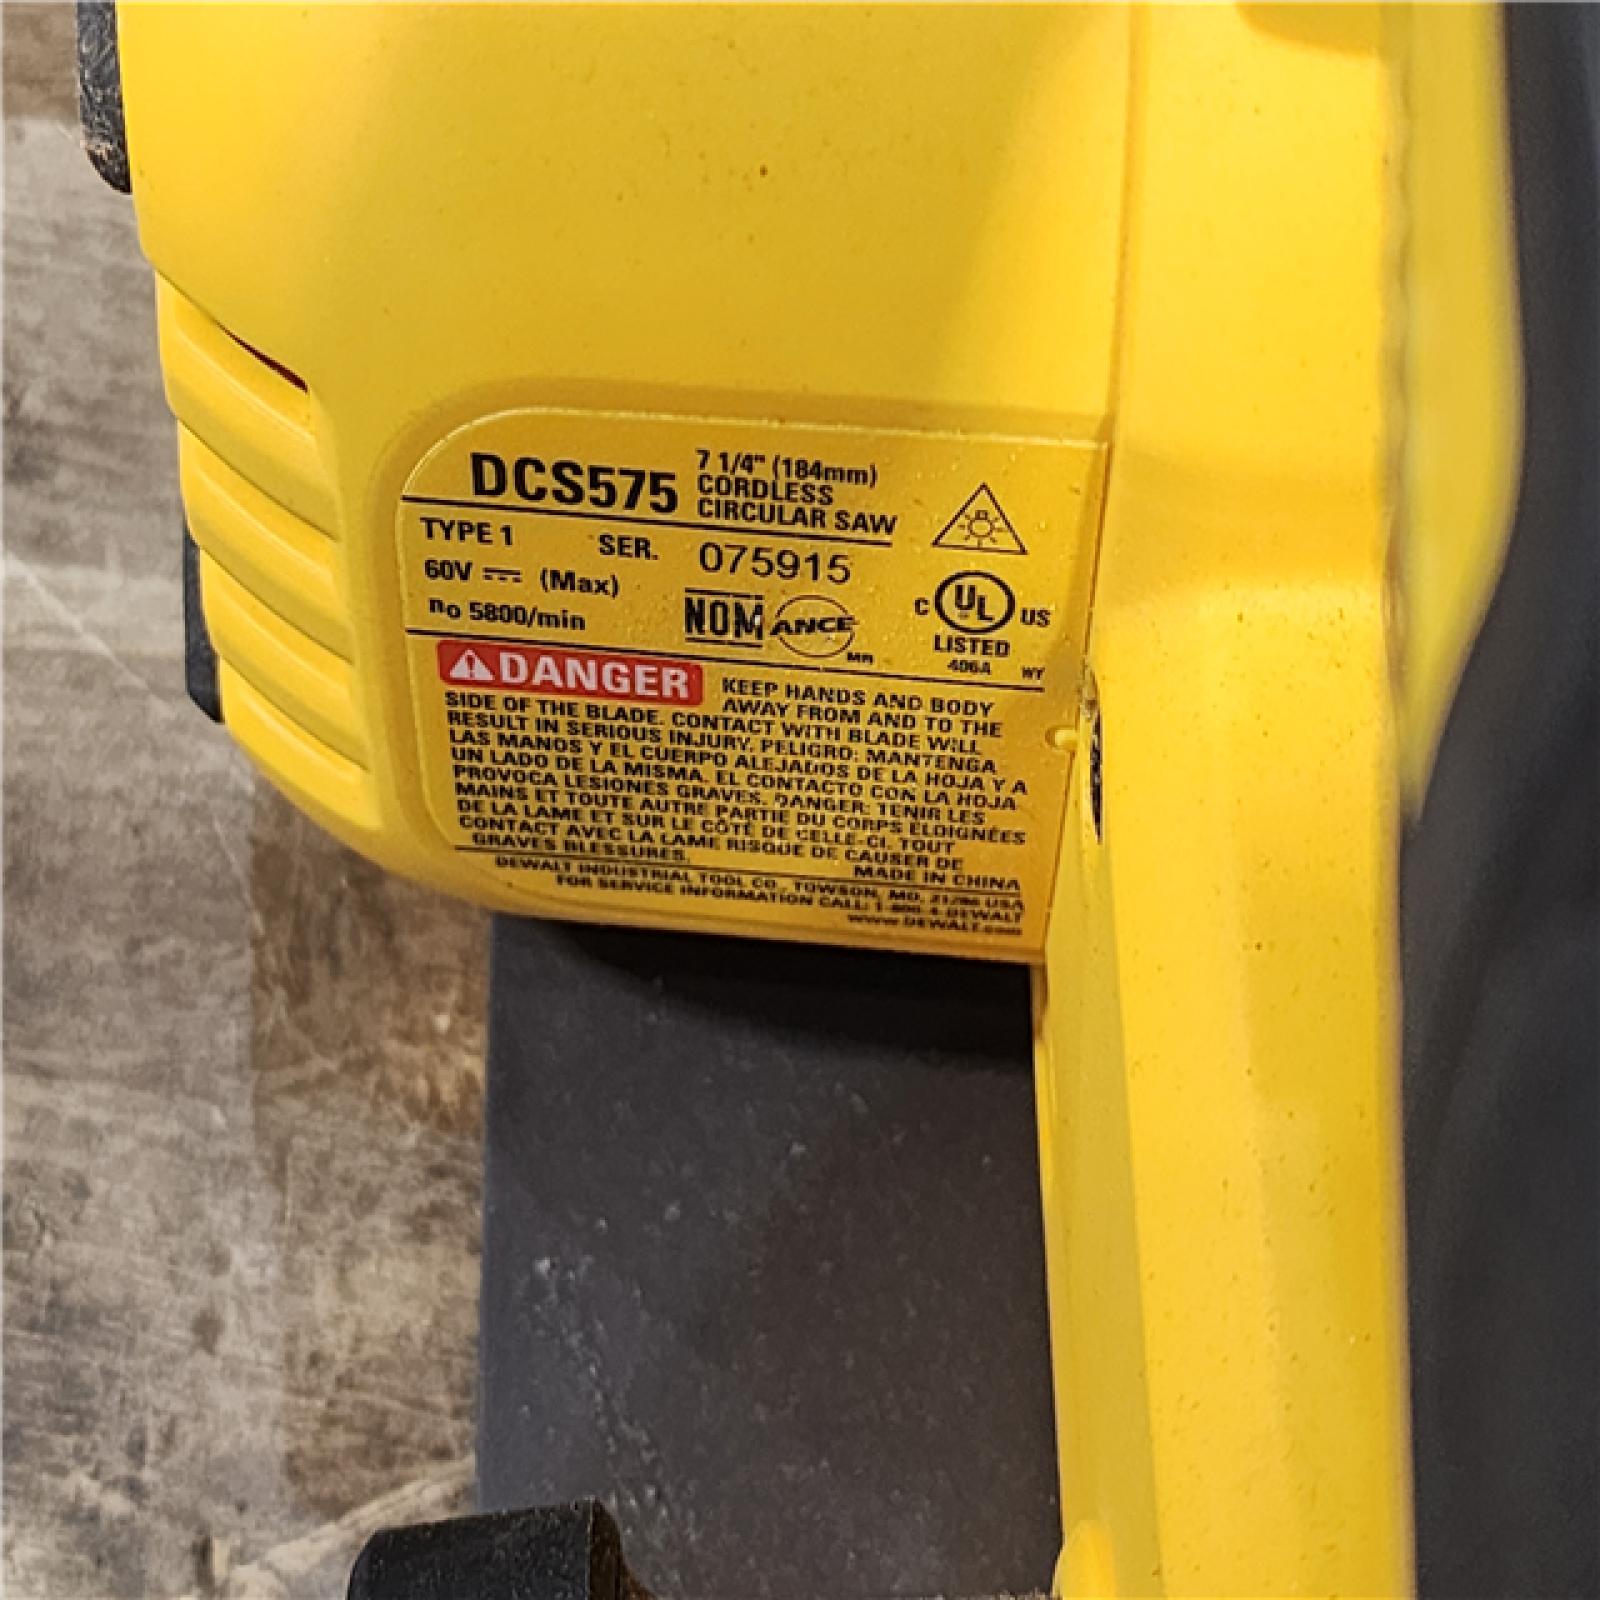 DCS575
7 1/4" (184mm)
CORDLESS
CIRCULAR SAW
TYPE 1
SER. 075915
60V ⎓ (Max)
no 5800/min
NOM ANCE MR
C UL US
LISTED
406A WY
DANGER KEEP HANDS AND BODY
AWAY FROM AND TO THE
SIDE OF THE BLADE. CONTACT WITH BLADE WILL
RESULT IN SERIOUS INJURY. PELIGRO: MANTENGA
LAS MANOS Y EL CUERPO ALEJADOS DE LA HOJA Y A
UN LADO DE LA MISMA. EL CONTACTO CON LA HOJA
PROVOCA LESIONES GRAVES. DANGER: TENIR LES
MAINS ET TOUTE AUTRE PARTIE DU CORPS ÉLOIGNÉES
DE LA LAME ET SUR LE CÔTÉ DE CELLE-CI. TOUT
CONTACT AVEC LA LAME RISQUE DE CAUSER DE
GRAVES BLESSURES.
MADE IN CHINA
DEWALT INDUSTRIAL TOOL CO., TOWSON, MD. 21286 USA
FOR SERVICE INFORMATION CALL: 1-800-4-DEWALT
www.DEWALT.com